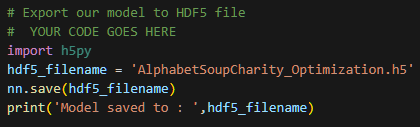 # Export our model to HDF5 file
#  YOUR CODE GOES HERE
import h5py
hdf5_filename = 'AlphabetSoupCharity_Optimization.h5'
nn.save(hdf5_filename)
print('Model saved to : ',hdf5_filename)